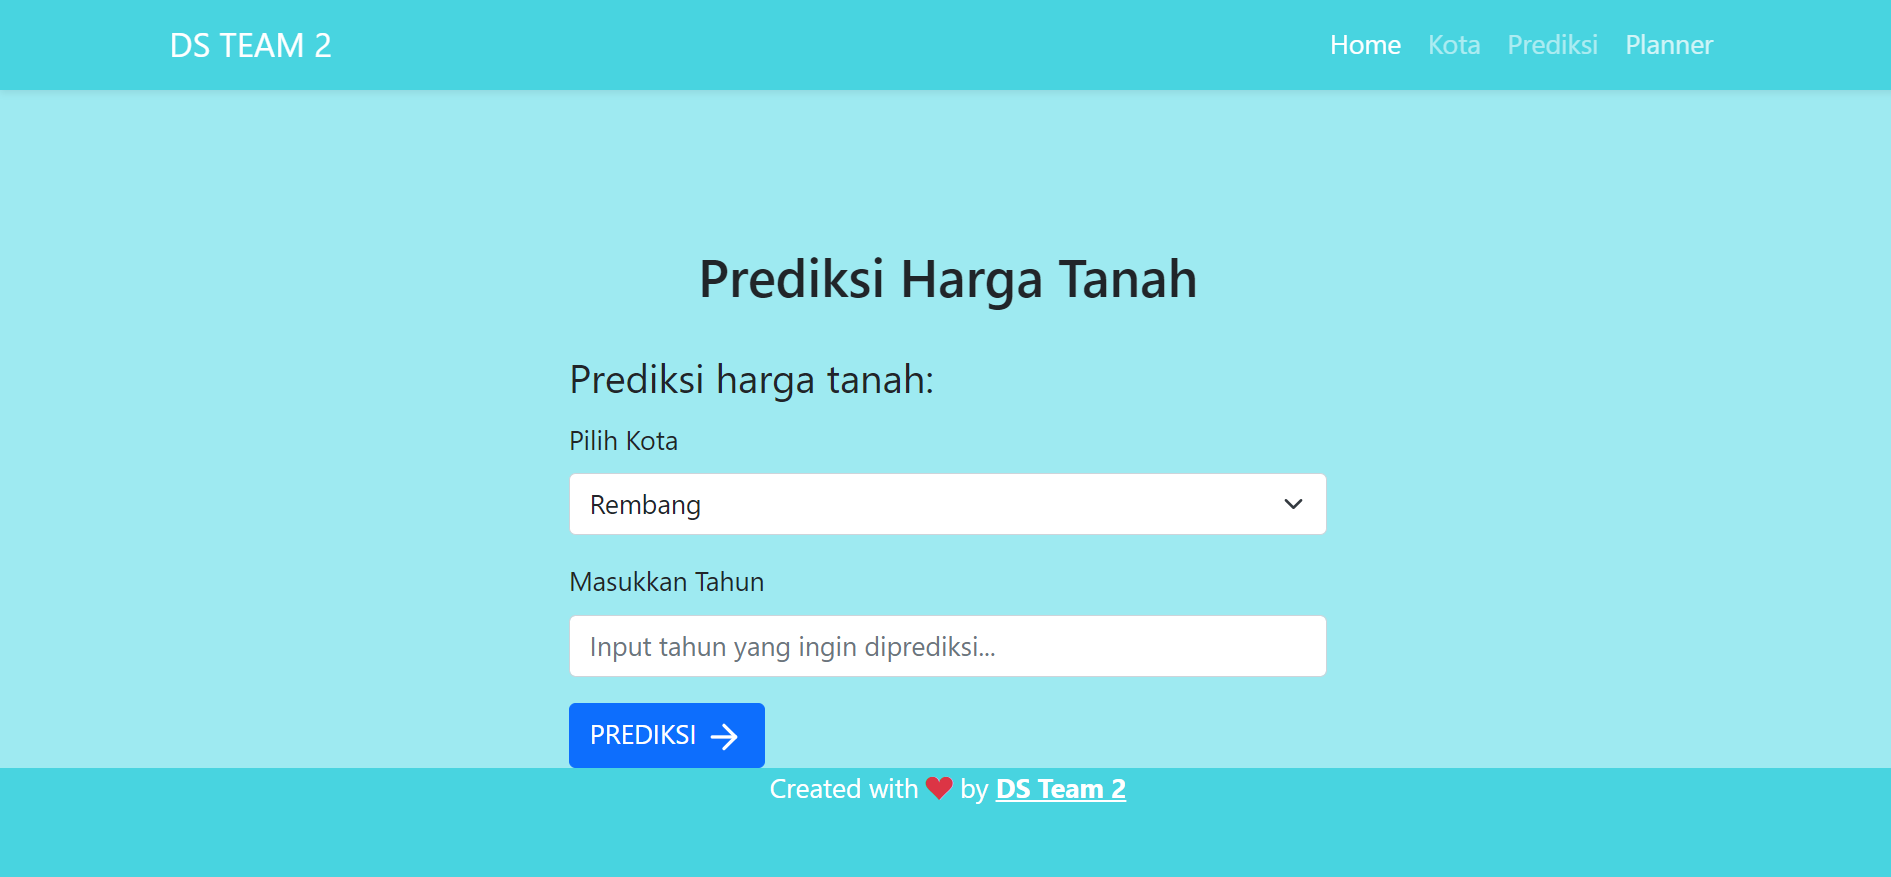 DS TEAM 2
Home Kota Prediksi Planner
Prediksi Harga Tanah
Prediksi harga tanah:
Pilih Kota
Rembang
Masukkan Tahun
Input tahun yang ingin diprediksi...
PREDIKSI
Created with ❤ by DS Team 2